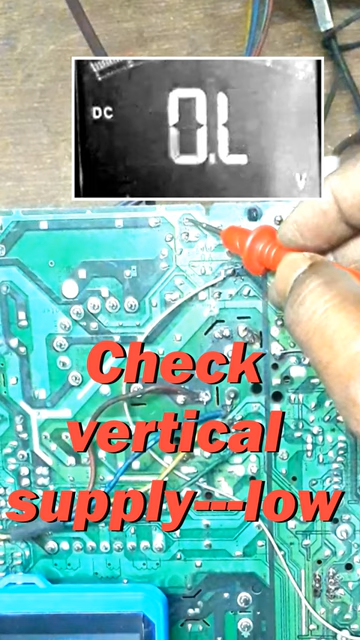 DC
0.L
V
Check
vertical
supply---low